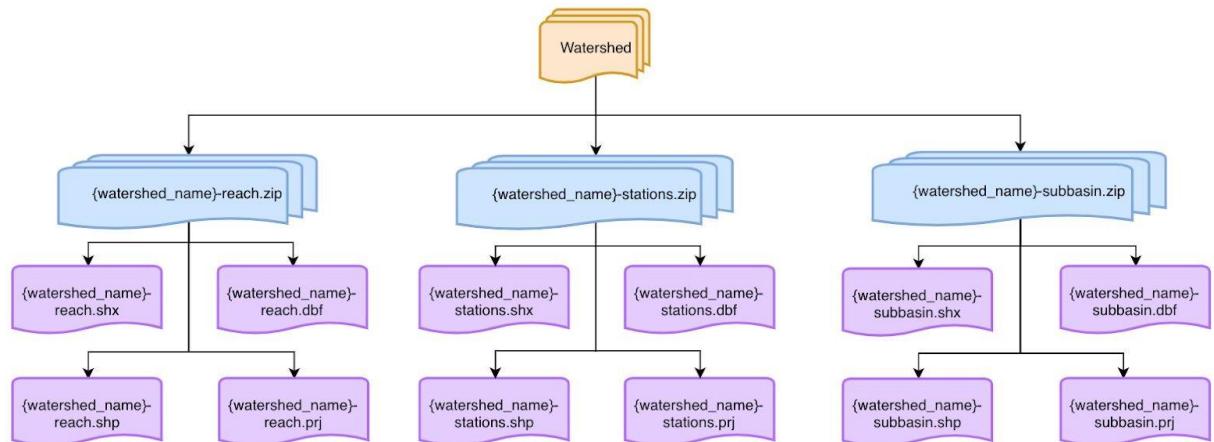 Watershed
{watershed_name}-reach.zip
{watershed_name}-stations.zip
{watershed_name}-subbasin.zip
{watershed_name}-
reach.shx
{watershed_name}-
reach.dbf
{watershed_name}-
stations.shx
{watershed_name}-
stations.dbf
{watershed_name}-
subbasin.shx
{watershed_name}-
subbasin.dbf
{watershed_name}-
reach.shp
{watershed_name}-
reach.prj
{watershed_name}-
stations.shp
{watershed_name}-
stations.prj
{watershed_name}-
subbasin.shp
{watershed_name}-
subbasin.prj